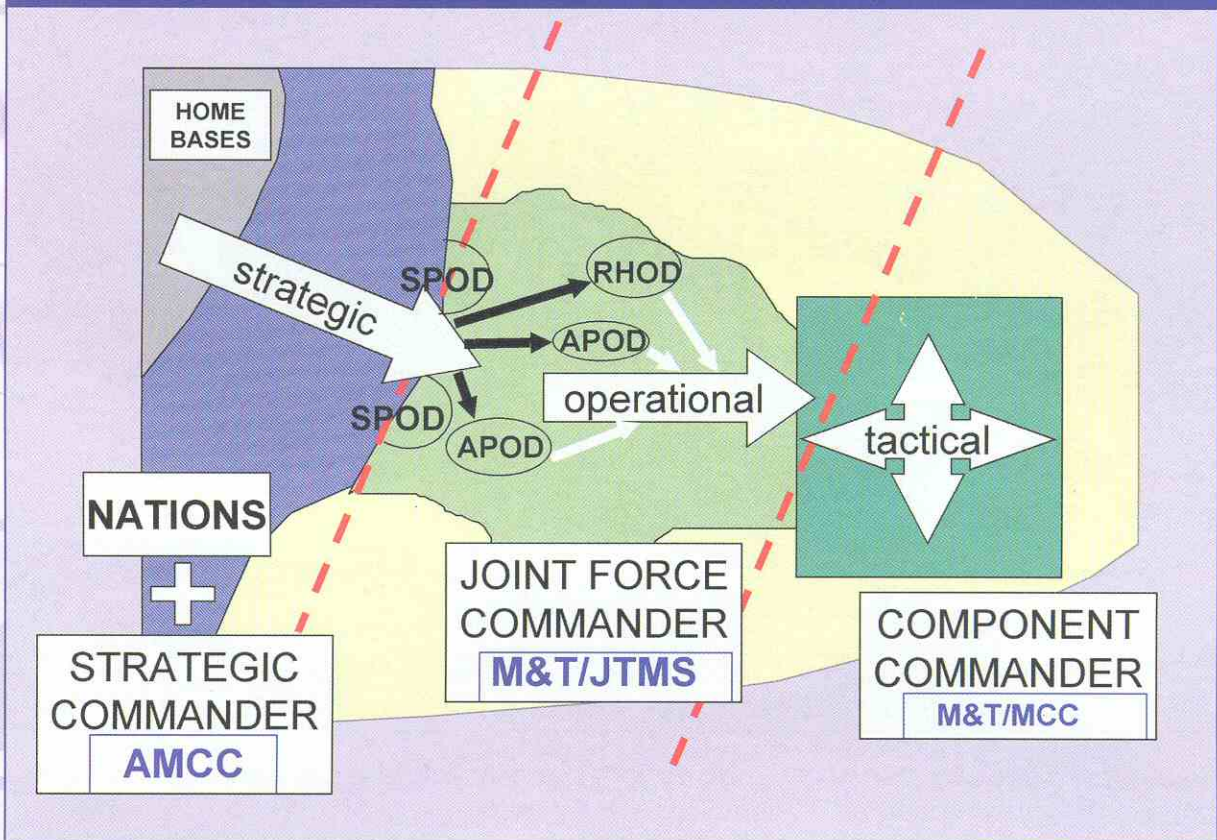 HOME
BASES
strategic
SPOD
RHOD
APOD
operational
SPOD
APOD
tactical
NATIONS
+
STRATEGIC
COMMANDER
AMCC
JOINT FORCE
COMMANDER
M&T/JTMS
COMPONENT
COMMANDER
M&T/MCC